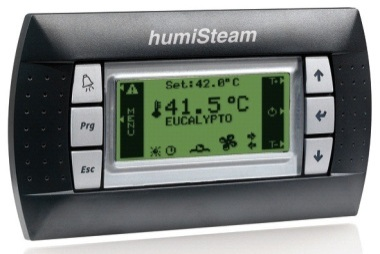 humiSteam
Set:42.0°C
T+
41.5°C
MENU
Prg
EUCALYPTO
Esc
T-